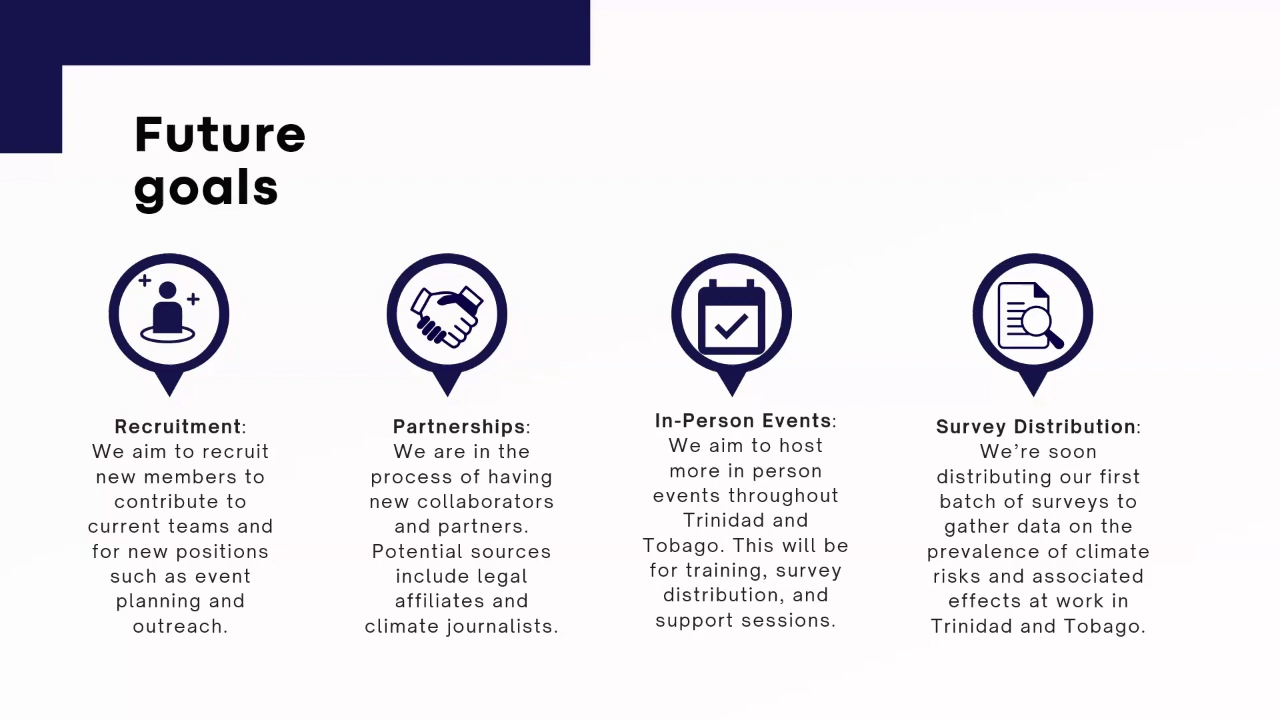 Future
goals
Recruitment:
We aim to recruit
new members to
contribute to
current teams and
for new positions
such as event
planning and
outreach.
Partnerships:
We are in the
process of having
new collaborators
and partners.
Potential sources
include legal
affiliates and
climate journalists.
In-Person Events:
We aim to host
more in person
events throughout
Trinidad and
Tobago. This will be
for training, survey
distribution, and
support sessions.
Survey Distribution:
We’re soon
distributing our first
batch of surveys to
gather data on the
prevalence of climate
risks and associated
effects at work in
Trinidad and Tobago.